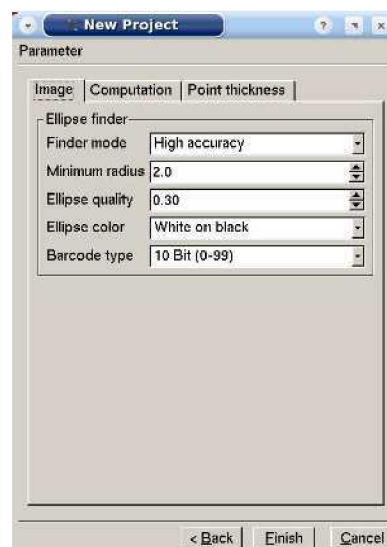 New Project
?
Parameter
Image Computation Point thickness
Ellipse finder
Finder mode High accuracy
Minimum radius 2.0
Ellipse quality 0.30
Ellipse color White on black
Barcode type 10 Bit (0-99)
< Back Finish Cancel